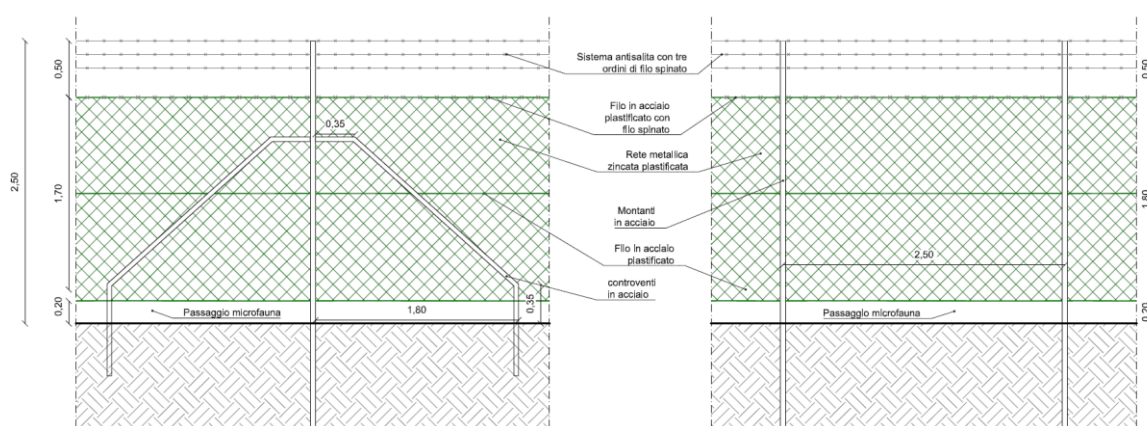 0,50
2,50
1,70
0,20
0,35
Passaggio microfauna
1,60
0,35
Sistema antisalita con tre
ordini di filo spinato
Filo in acciaio
plastificato con
filo spinato
Rete metallica
zincata plastificata
Montanti
in acciaio
Filo in acciaio
plastificato
controventi
in acciaio
2,50
Passaggio microfauna
0,50
1,80
0,20